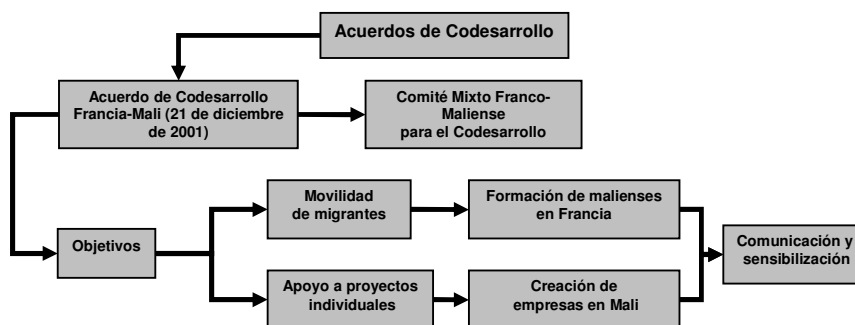 Acuerdos de Codesarrollo
Acuerdo de Codesarrollo
Francia-Mali (21 de diciembre
de 2001)
Comité Mixto Franco-
Maliense
para el Codesarrollo
Movilidad
de migrantes
Formación de malienses
en Francia
Objetivos
Comunicación y
sensibilización
Apoyo a proyectos
individuales
Creación de
empresas en Mali